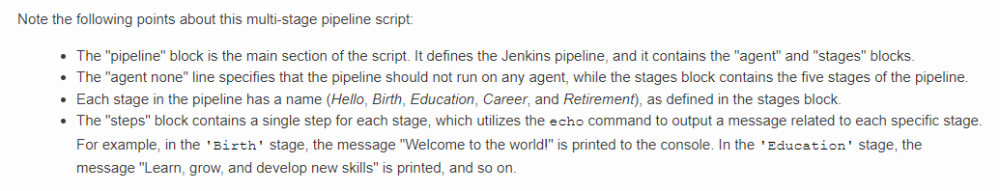 Note the following points about this multi-stage pipeline script:
• The "pipeline" block is the main section of the script. It defines the Jenkins pipeline, and it contains the "agent" and "stages" blocks.
• The "agent none" line specifies that the pipeline should not run on any agent, while the stages block contains the five stages of the pipeline.
• Each stage in the pipeline has a name (Hello, Birth, Education, Career, and Retirement), as defined in the stages block.
• The "steps" block contains a single step for each stage, which utilizes the echo command to output a message related to each specific stage.
For example, in the 'Birth' stage, the message "Welcome to the world!" is printed to the console. In the 'Education' stage, the
message "Learn, grow, and develop new skills" is printed, and so on.